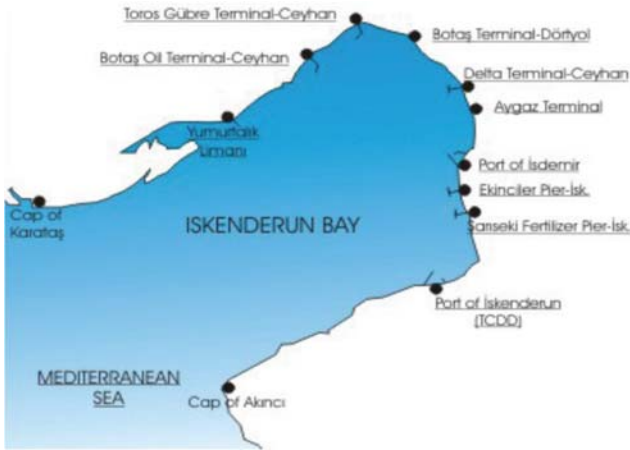 Toros Gübre Terminal-Ceyhan
Botaş Terminal-Dörtyol
Botaş Oil Terminal-Ceyhan
Delta Terminal-Ceyhan
Aygaz Terminal
Yumurtalık
Limanı
Port of İsdemir
Ekinciler Pier-İsk.
Cap of
Karataş
ISKENDERUN BAY
Sarıseki Fertilizer Pier-İsk.
Port of İskenderun
(TCDD)
MEDITERRANEAN
SEA
Cap of Akıncı